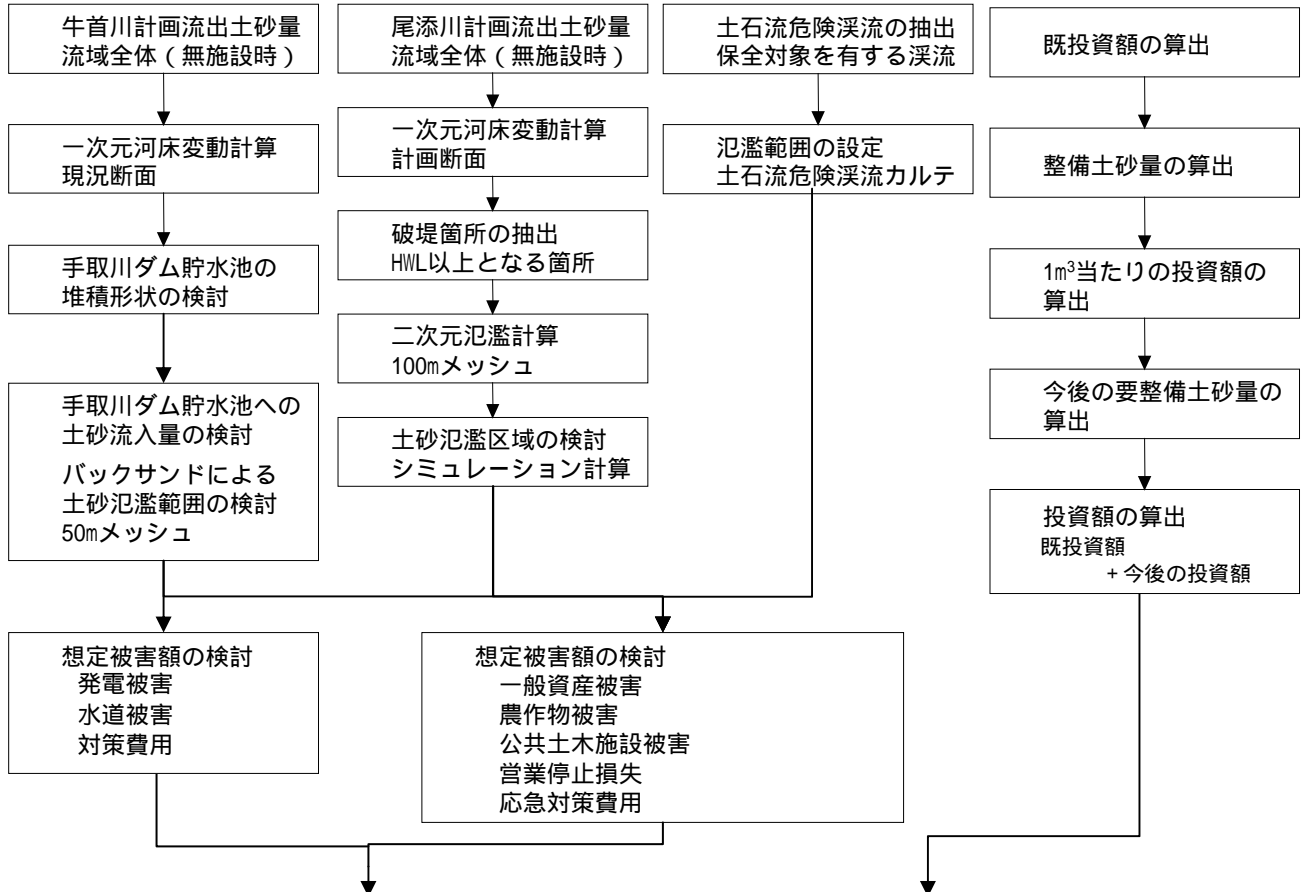 牛首川計画流出土砂量
流域全体(無施設時)
一次元河床変動計算
現況断面
手取川ダム貯水池の
堆積形状の検討
手取川ダム貯水池への
土砂流入量の検討
バックサンドによる
土砂氾濫範囲の検討
50mメッシュ
尾添川計画流出土砂量
流域全体(無施設時)
一次元河床変動計算
計画断面
破堤箇所の抽出
HWL以上となる箇所
二次元氾濫計算
100mメッシュ
土砂氾濫区域の検討
シミュレーション計算
土石流危険渓流の抽出
保全対象を有する渓流
氾濫範囲の設定
土石流危険渓流カルテ
既投資額の算出
整備土砂量の算出
1m³当たりの投資額の
算出
今後の要整備土砂量の
算出
投資額の算出
既投資額
+今後の投資額
想定被害額の検討
発電被害
水道被害
対策費用
想定被害額の検討
一般資産被害
農作物被害
公共土木施設被害
営業停止損失
応急対策費用